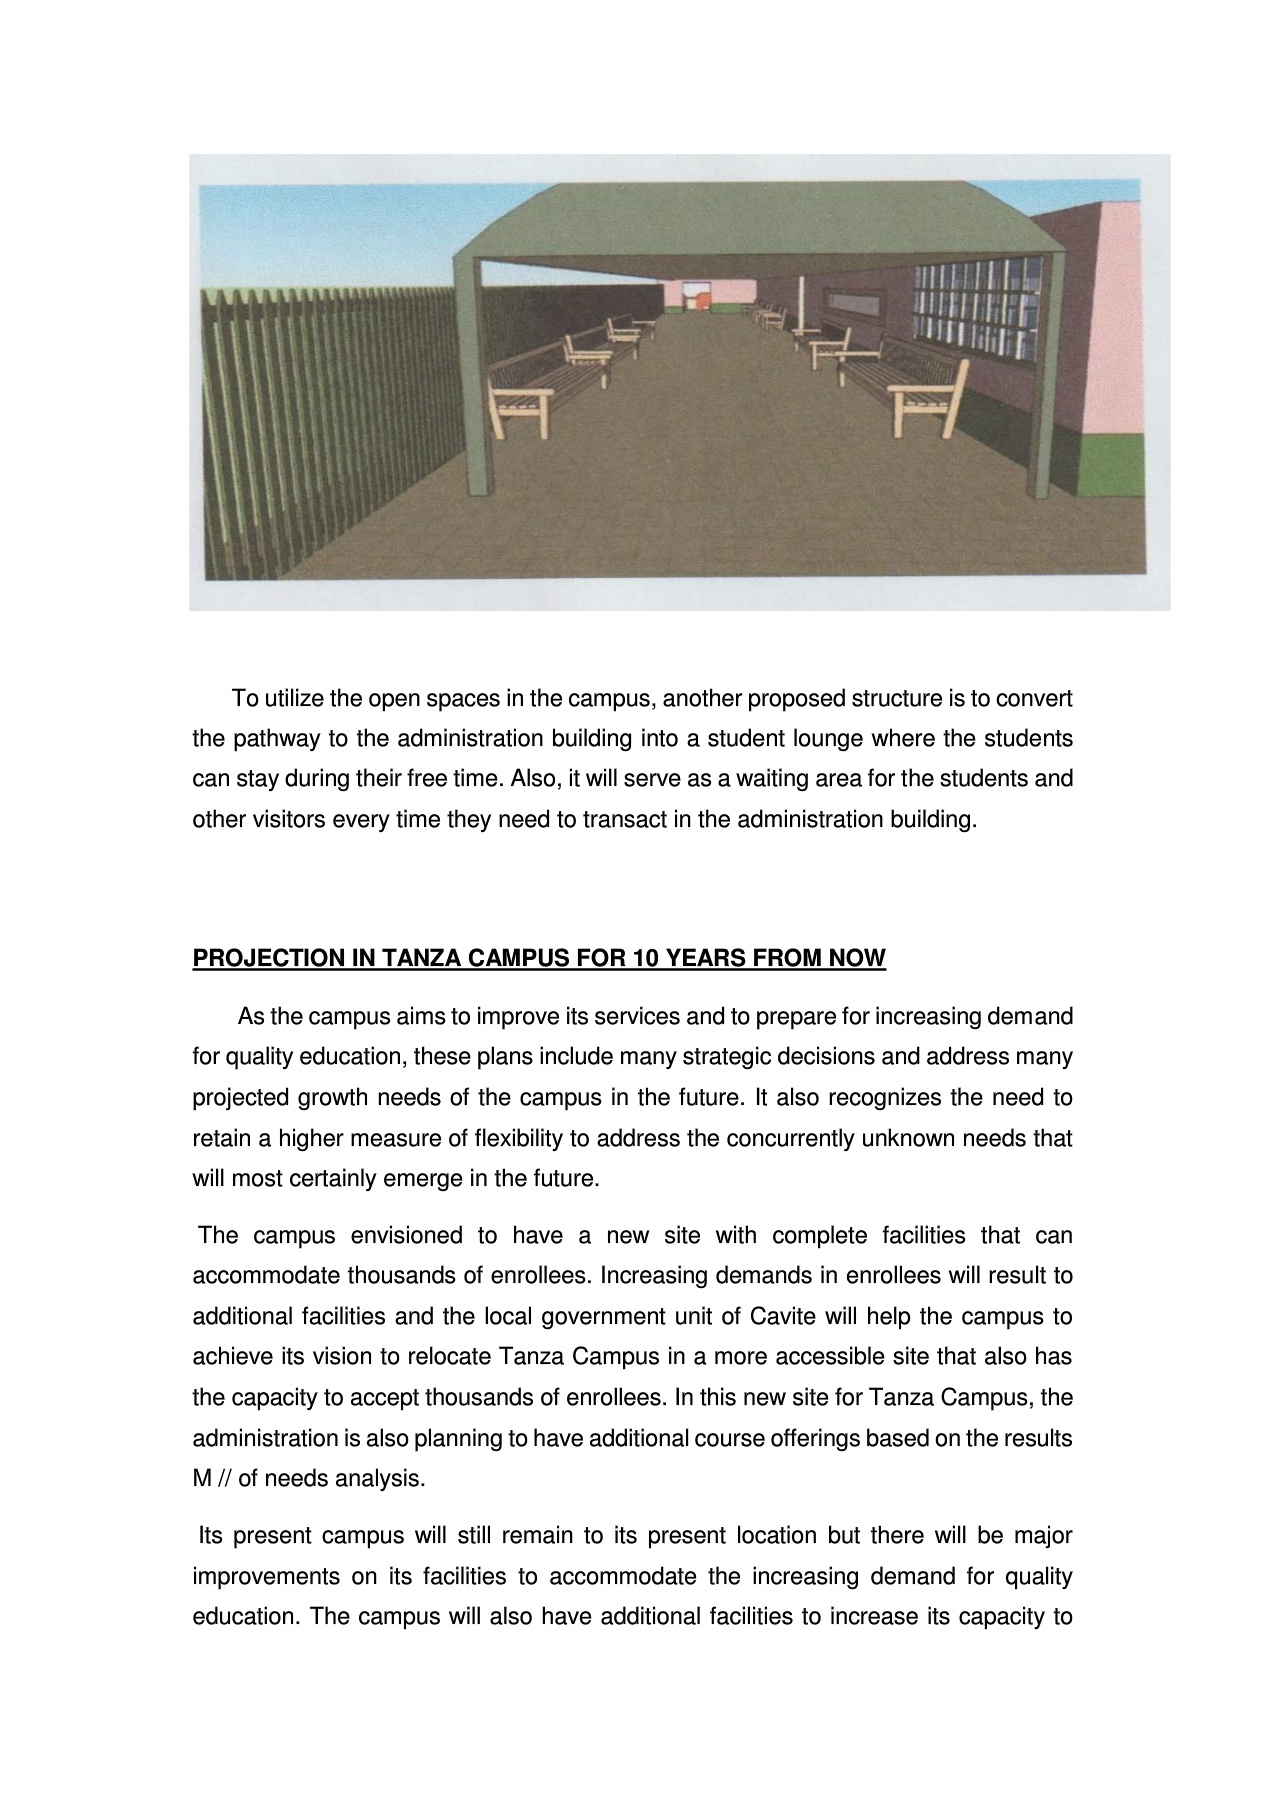 To utilize the open spaces in the campus, another proposed structure is to convert
the pathway to the administration building into a student lounge where the students
can stay during their free time. Also, it will serve as a waiting area for the students and
other visitors every time they need to transact in the administration building.
PROJECTION IN TANZA CAMPUS FOR 10 YEARS FROM NOW
As the campus aims to improve its services and to prepare for increasing demand
for quality education, these plans include many strategic decisions and address many
projected growth needs of the campus in the future. It also recognizes the need to
retain a higher measure of flexibility to address the concurrently unknown needs that
will most certainly emerge in the future.
The campus envisioned to have a new site with complete facilities that can
accommodate thousands of enrollees. Increasing demands in enrollees will result to
additional facilities and the local government unit of Cavite will help the campus to
achieve its vision to relocate Tanza Campus in a more accessible site that also has
the capacity to accept thousands of enrollees. In this new site for Tanza Campus, the
administration is also planning to have additional course offerings based on the results
M // of needs analysis.
Its present campus will still remain to its present location but there will be major
improvements on its facilities to accommodate the increasing demand for quality
education. The campus will also have additional facilities to increase its capacity to